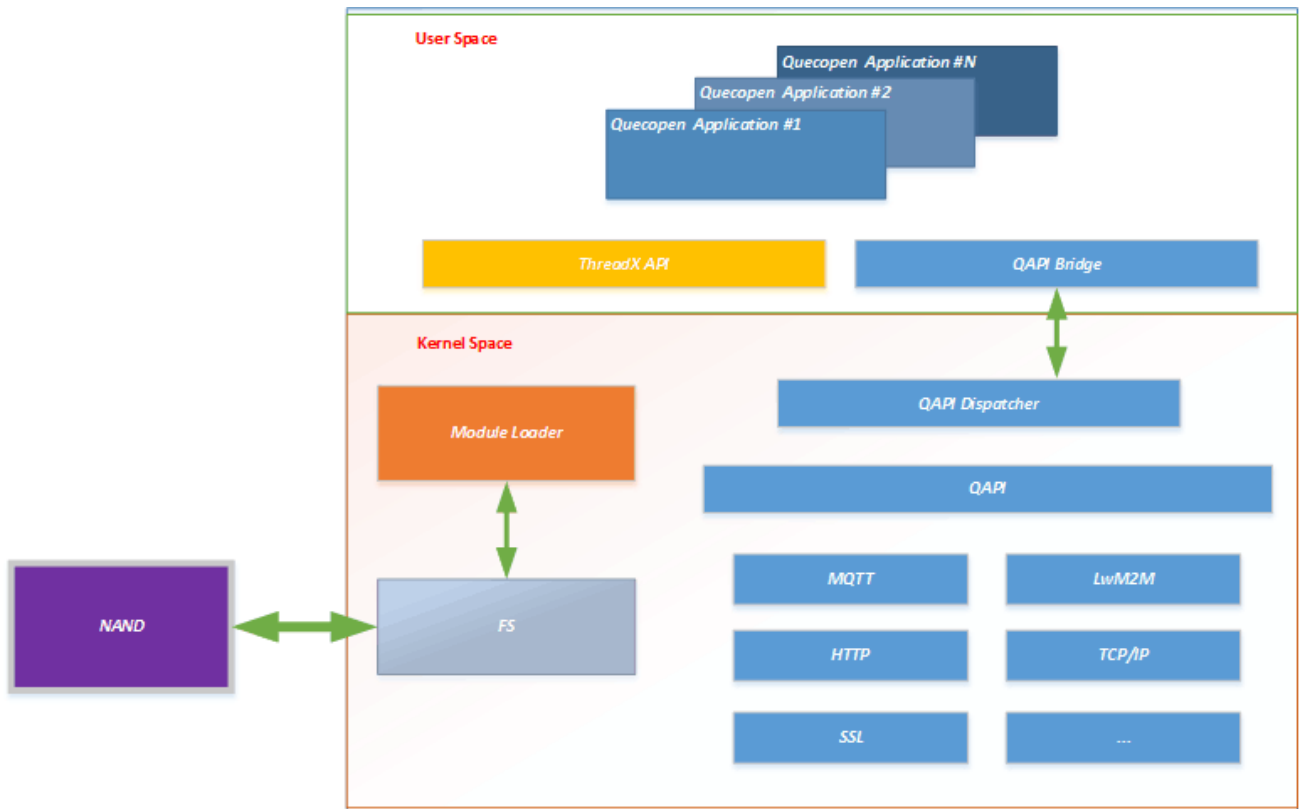 User Space
Quecopen Application #N
Quecopen Application #2
Quecopen Application #1
ThreadX API
QAPI Bridge
Kernel Space
QAPI Dispatcher
Module Loader
QAPI
MQTT
LwM2M
NAND
FS
HTTP
TCP/IP
SSL
...